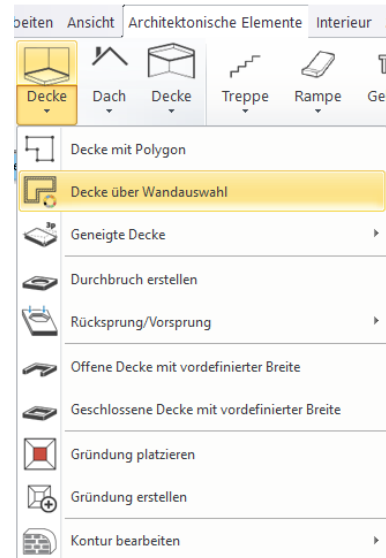 beiten Ansicht Architektonische Elemente Interieur
Decke Dach Decke Treppe Rampe Ge
Decke mit Polygon
Decke über Wandauswahl
3p
Geneigte Decke
Durchbruch erstellen
Rücksprung/Vorsprung
Offene Decke mit vordefinierter Breite
Geschlossene Decke mit vordefinierter Breite
Gründung platzieren
Gründung erstellen
Kontur bearbeiten